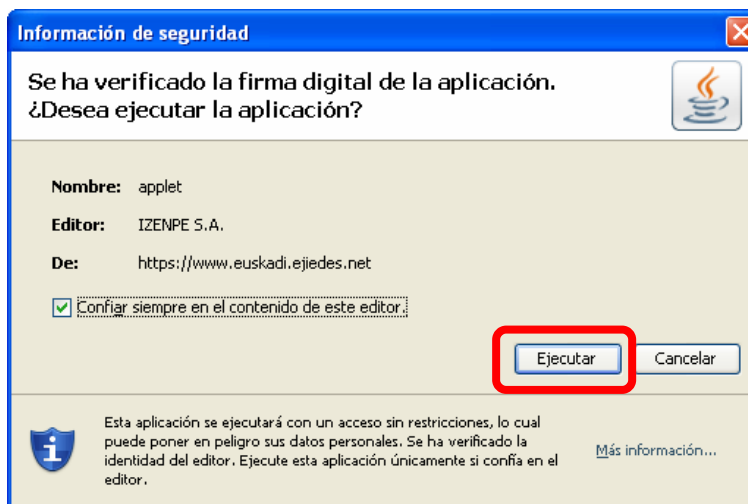 Información de seguridad
Se ha verificado la firma digital de la aplicación.
¿Desea ejecutar la aplicación?
Nombre: applet
Editor: IZENPE S.A.
De: https://www.euskadi.ejiedes.net
Confiar siempre en el contenido de este editor.
Ejecutar Cancelar
Esta aplicación se ejecutará con un acceso sin restricciones, lo cual
puede poner en peligro sus datos personales. Se ha verificado la
identidad del editor. Ejecute esta aplicación únicamente si confía en el
editor.
Más información...